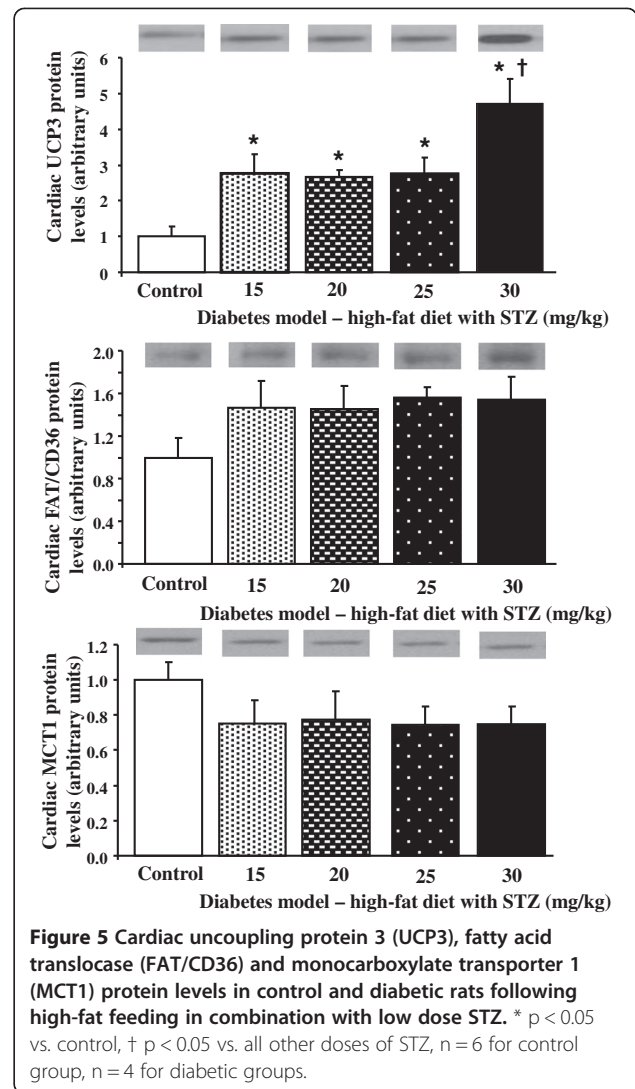 Cardiac UCP3 protein
levels (arbitrary units)
6
5
4
3
2
1
0
*
*
*
* †
Control 15 20 25 30
Diabetes model – high-fat diet with STZ (mg/kg)
Cardiac FAT/CD36 protein
levels (arbitrary units)
2.0
1.6
1.2
0.8
0.4
0.0
Control 15 20 25 30
Diabetes model – high-fat diet with STZ (mg/kg)
Cardiac MCT1 protein
levels (arbitrary units)
1.2
1.0
0.8
0.6
0.4
0.2
0.0
Control 15 20 25 30
Diabetes model – high-fat diet with STZ (mg/kg)
Figure 5 Cardiac uncoupling protein 3 (UCP3), fatty acid
translocase (FAT/CD36) and monocarboxylate transporter 1
(MCT1) protein levels in control and diabetic rats following
high-fat feeding in combination with low dose STZ. * p < 0.05
vs. control, † p < 0.05 vs. all other doses of STZ, n = 6 for control
group, n = 4 for diabetic groups.